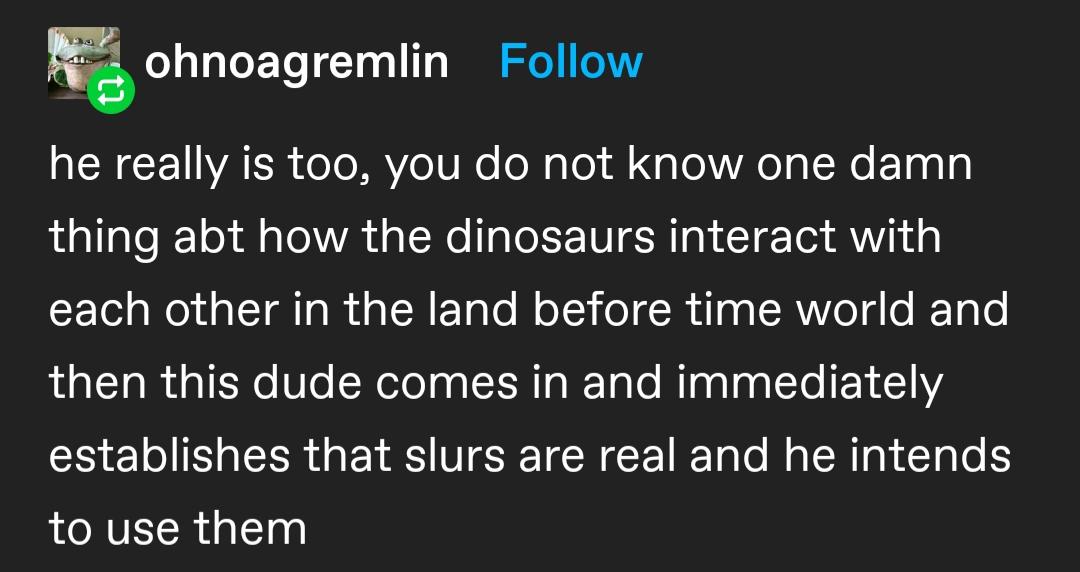 ohnoagremlin Follow
he really is too, you do not know one damn
thing abt how the dinosaurs interact with
each other in the land before time world and
then this dude comes in and immediately
establishes that slurs are real and he intends
to use them